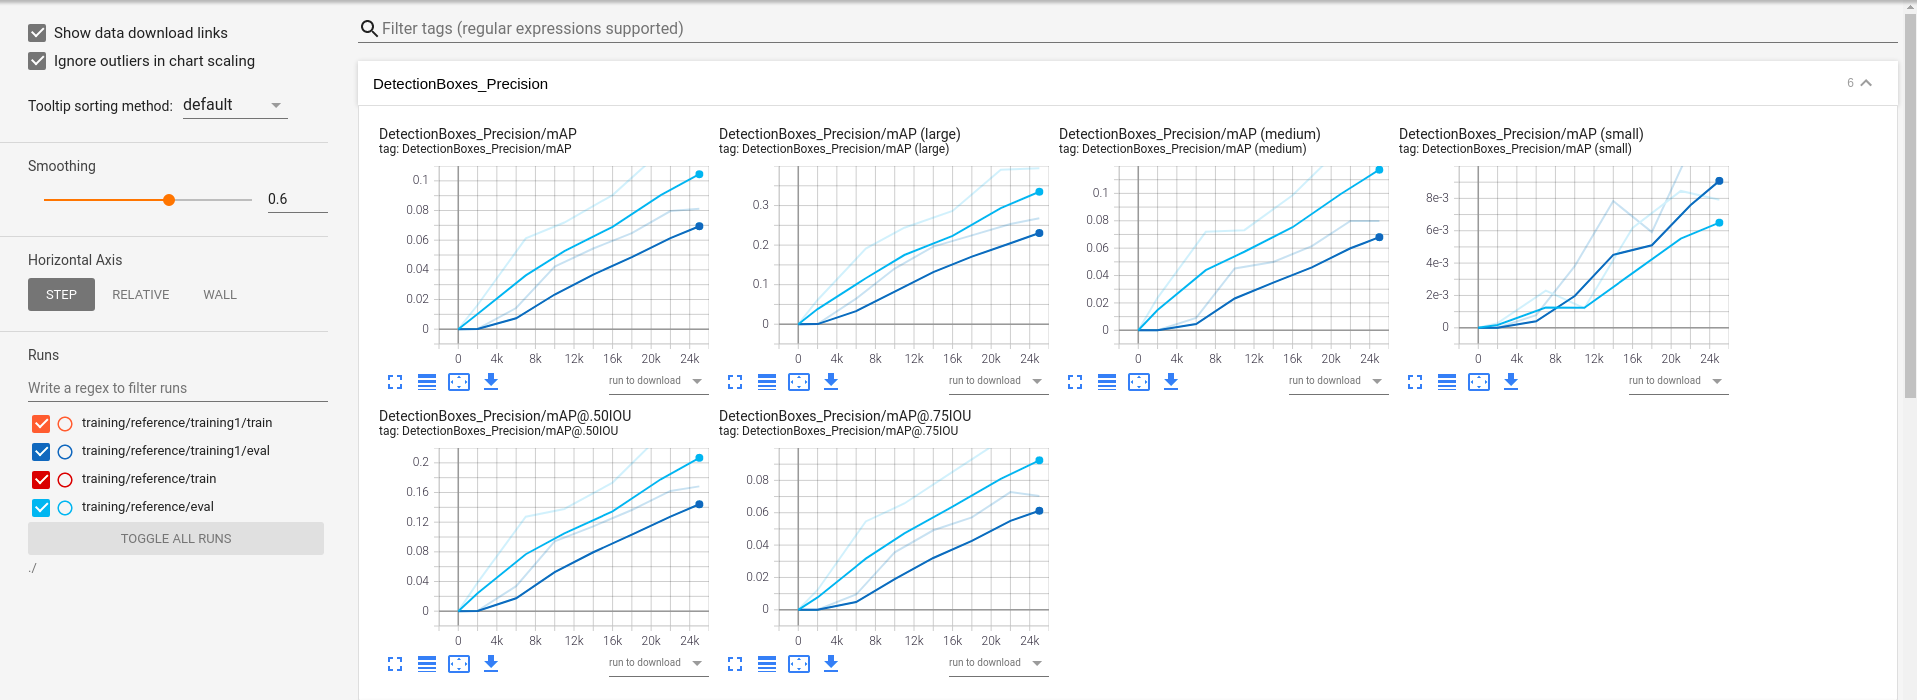 Show data download links
Ignore outliers in chart scaling
Tooltip sorting method: default
Smoothing
0.6
Horizontal Axis
STEP RELATIVE WALL
Runs
Write a regex to filter runs
training/reference/training1/train
training/reference/training1/eval
training/reference/train
training/reference/eval
TOGGLE ALL RUNS
./
Filter tags (regular expressions supported)
DetectionBoxes_Precision 6
DetectionBoxes_Precision/mAP
tag: DetectionBoxes_Precision/mAP
0.1
0.08
0.06
0.04
0.02
0
0 4k 8k 12k 16k 20k 24k
run to download
DetectionBoxes_Precision/mAP (large)
tag: DetectionBoxes_Precision/mAP (large)
0.3
0.2
0.1
0
0 4k 8k 12k 16k 20k 24k
run to download
DetectionBoxes_Precision/mAP (medium)
tag: DetectionBoxes_Precision/mAP (medium)
0.1
0.08
0.06
0.04
0.02
0
0 4k 8k 12k 16k 20k 24k
run to download
DetectionBoxes_Precision/mAP (small)
tag: DetectionBoxes_Precision/mAP (small)
8e-3
6e-3
4e-3
2e-3
0
0 4k 8k 12k 16k 20k 24k
run to download
DetectionBoxes_Precision/mAP@.50IOU
tag: DetectionBoxes_Precision/mAP@.50IOU
0.2
0.16
0.12
0.08
0.04
0
0 4k 8k 12k 16k 20k 24k
run to download
DetectionBoxes_Precision/mAP@.75IOU
tag: DetectionBoxes_Precision/mAP@.75IOU
0.08
0.06
0.04
0.02
0
0 4k 8k 12k 16k 20k 24k
run to download